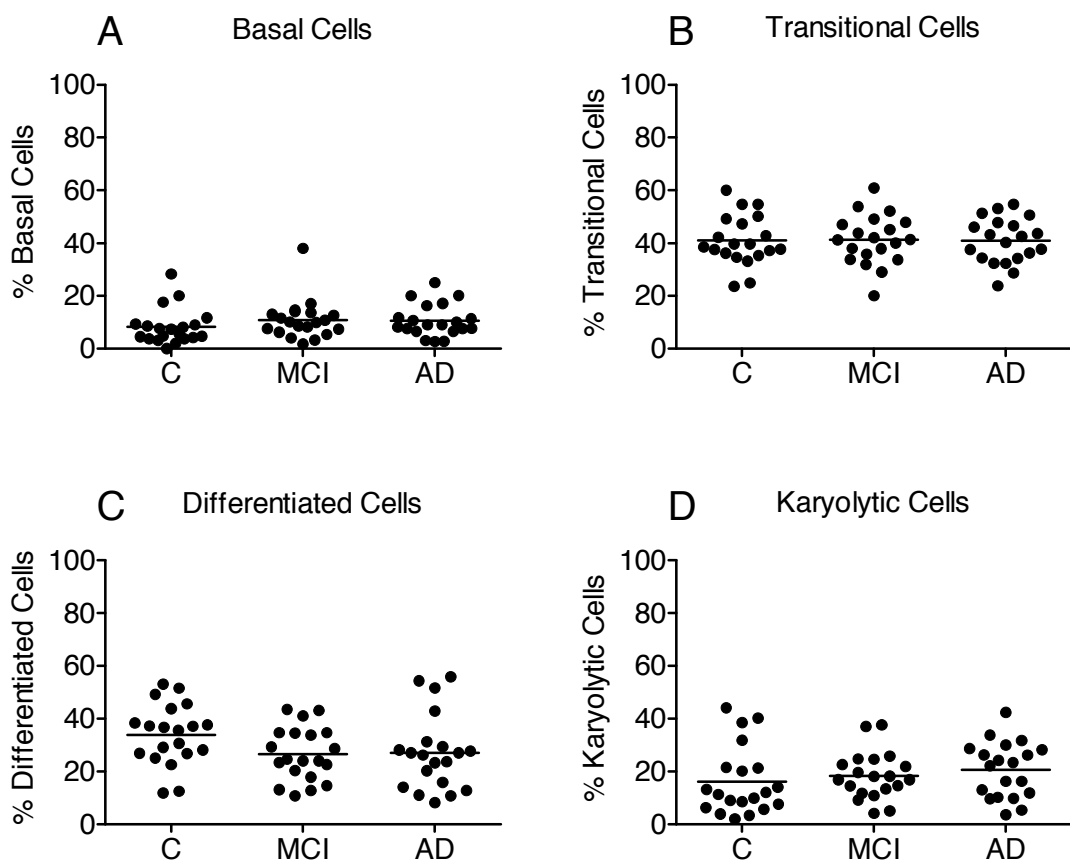 A Basal Cells
% Basal Cells
100
80
60
40
20
0
C MCI AD
B Transitional Cells
% Transitional Cells
100
80
60
40
20
0
C MCI AD
C Differentiated Cells
% Differentiated Cells
100
80
60
40
20
0
C MCI AD
D Karyolytic Cells
% Karyolytic Cells
100
80
60
40
20
0
C MCI AD